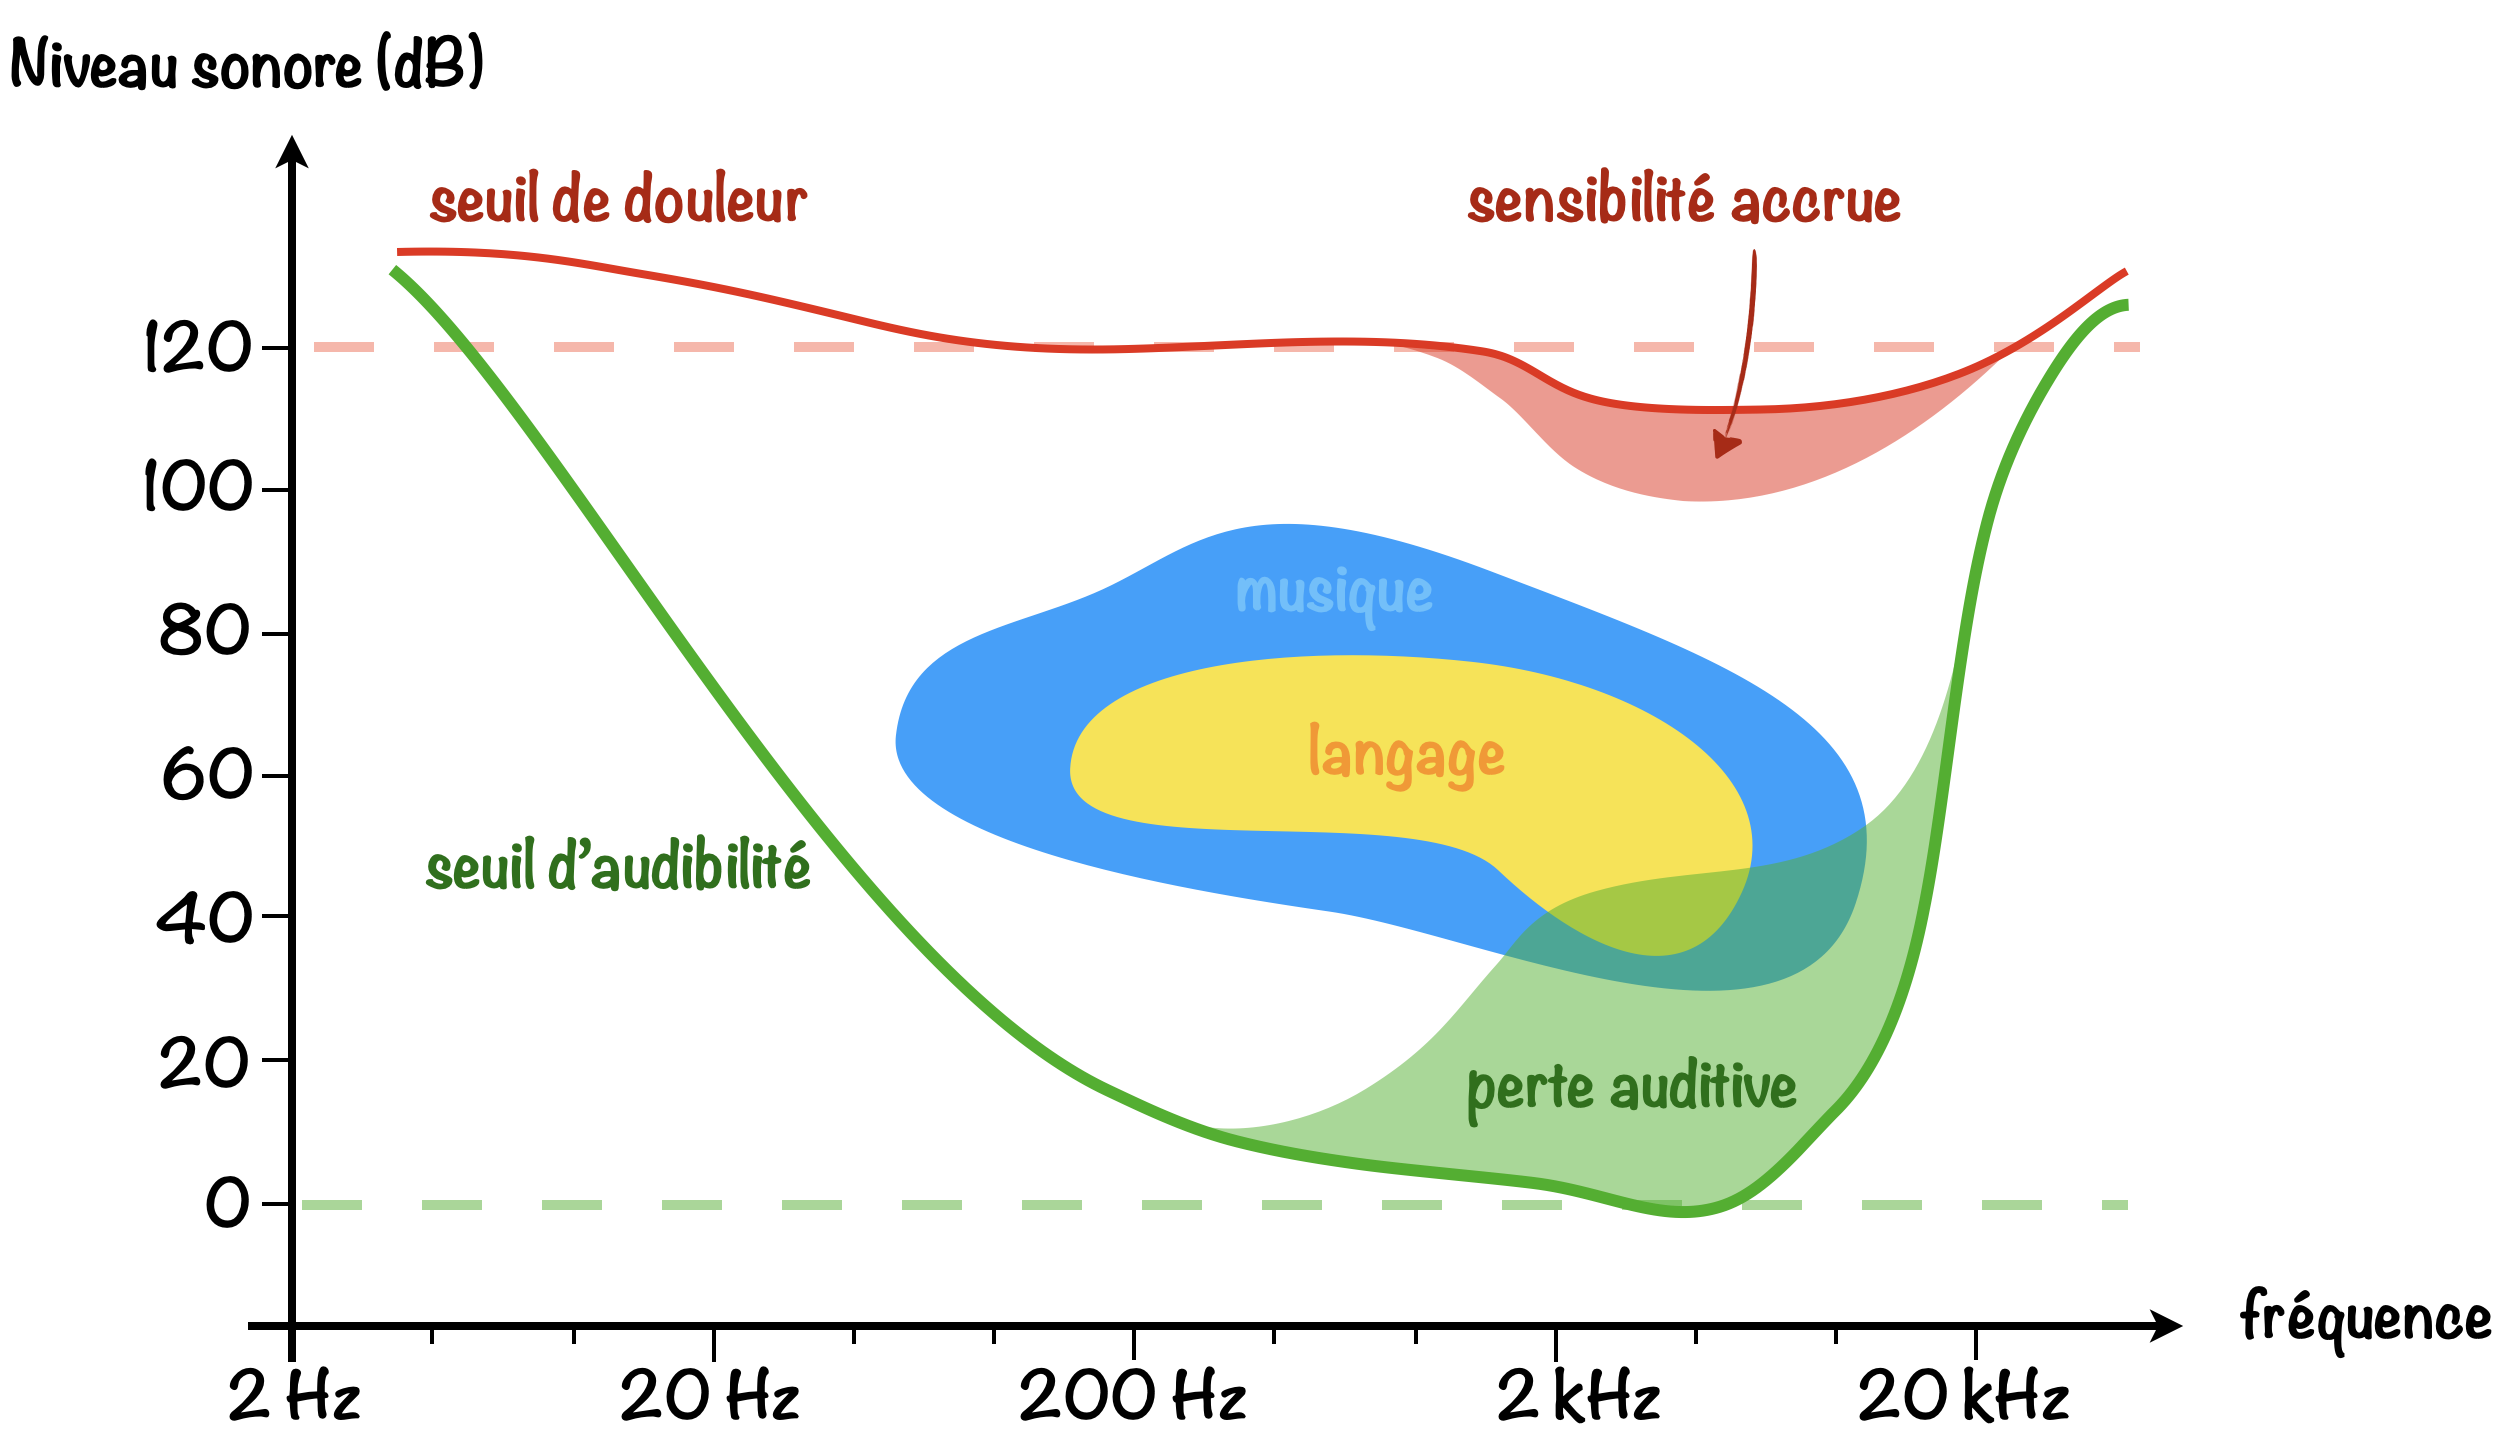 Niveau sonore (dB)
seuil de douleur
sensibilité acorue
120
100
musique
80
langage
60
seuil d'audibilité
40
20
perte auditive
0
fréquence
2 Hz
20 Hz
200 Hz
2 kHz
20 kHz